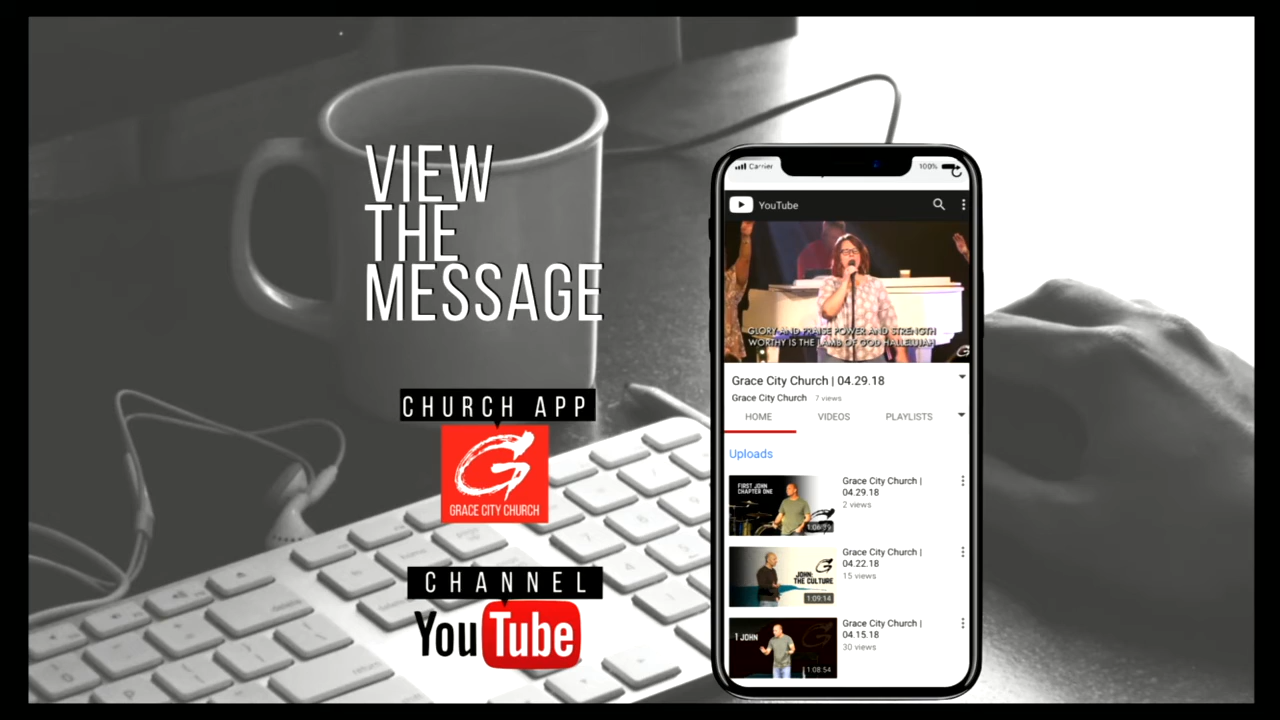 VIEW
THE
MESSAGE
CHURCH APP
GRACE CITY CHURCH
CHANNEL
YouTube
Carrier
100%
YouTube
GLORY AND PRAISE POWER AND STRENGTH
WORTHY IS THE LAMB OF GOD HALLELUJAH
Grace City Church | 04.29.18
Grace City Church 7 views
HOME VIDEOS PLAYLISTS
Uploads
FIRST JOHN
CHAPTER ONE
Grace City Church |
04.29.18
2 views
JOHN:
THE CULTURE
1:09:14
Grace City Church |
04.22.18
15 views
1 JOHN
1:08:54
Grace City Church |
04.15.18
30 views